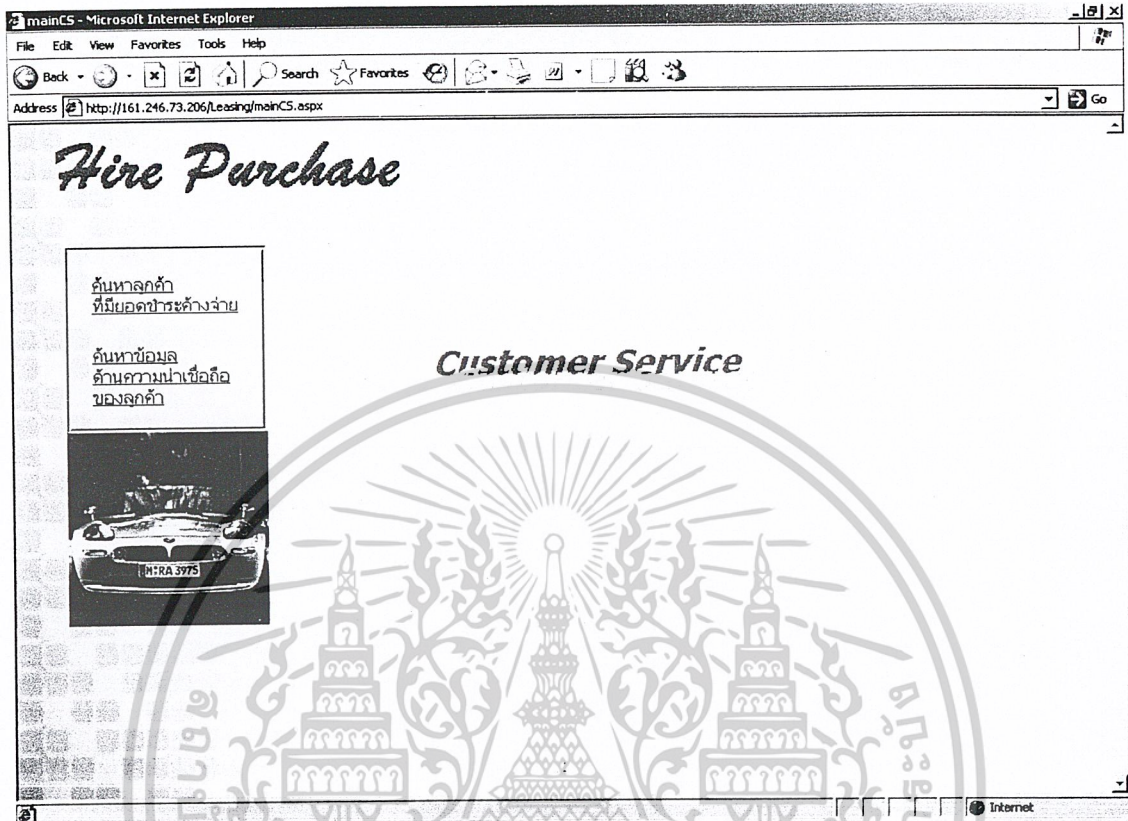 mainCS - Microsoft Internet Explorer
File Edit View Favorites Tools Help
Back Search Favorites
Address http://161.246.73.206/Leasing/mainCS.aspx Go
Hire Purchase
ค้นหาลูกค้า
ที่มียอดชำระค้างจ่าย
ค้นหาข้อมูล
ด้านความน่าเชื่อถือ
ของลูกค้า
Customer Service
M:RA 3975
Internet